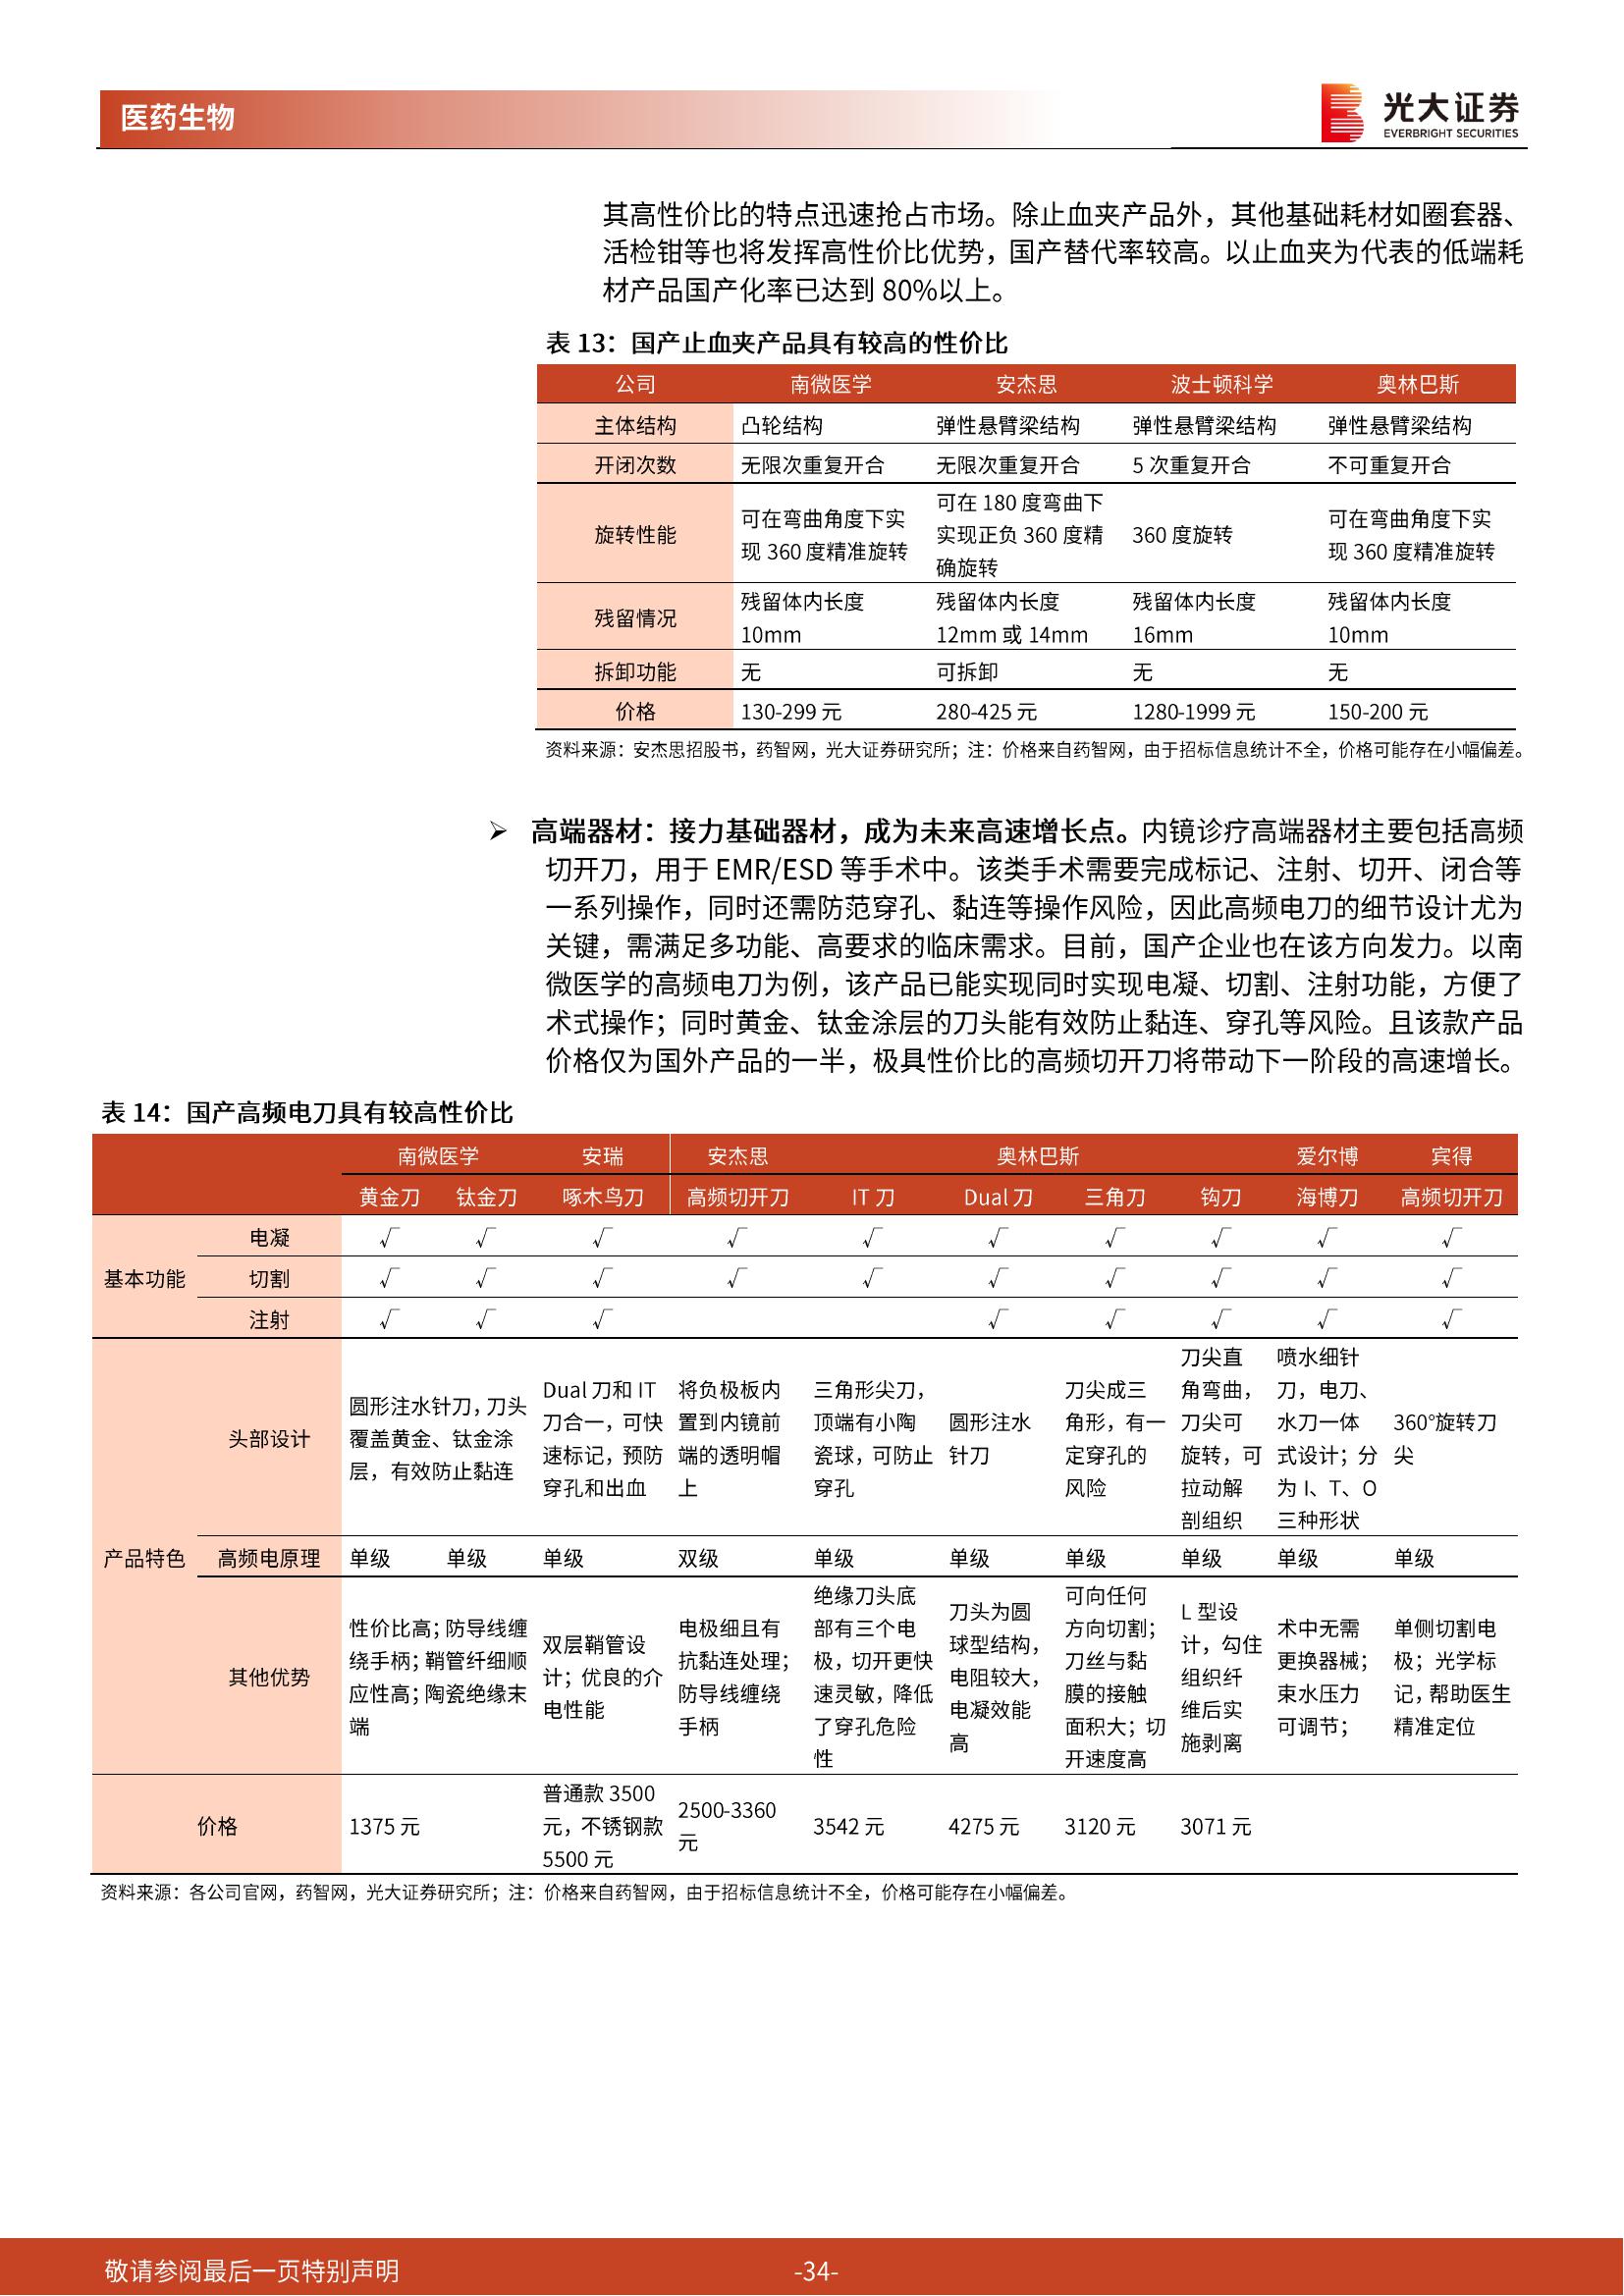 医药生物
光大证券
EVERBRIGHT SECURITIES
其高性价比的特点迅速抢占市场。除止血夹产品外，其他基础耗材如圈套器、
活检钳等也将发挥高性价比优势，国产替代率较高。以止血夹为代表的低端耗
材产品国产化率已达到 80%以上。
表 13：国产止血夹产品具有较高的性价比
公司 南微医学 安杰思 波士顿科学 奥林巴斯
主体结构 凸轮结构 弹性悬臂梁结构 弹性悬臂梁结构 弹性悬臂梁结构
开闭次数 无限次重复开合 无限次重复开合 5 次重复开合 不可重复开合
旋转性能
可在弯曲角度下实
现 360 度精准旋转
可在 180 度弯曲下
实现正负 360 度精
确旋转
360 度旋转
可在弯曲角度下实
现 360 度精准旋转
残留情况
残留体内长度
10mm
残留体内长度
12mm 或 14mm
残留体内长度
16mm
残留体内长度
10mm
拆卸功能 无 可拆卸 无 无
价格 130-299 元 280-425 元 1280-1999 元 150-200 元
资料来源：安杰思招股书，药智网，光大证券研究所；注：价格来自药智网，由于招标信息统计不全，价格可能存在小幅偏差。
➢ 高端器材：接力基础器材，成为未来高速增长点。内镜诊疗高端器材主要包括高频
切开刀，用于 EMR/ESD 等手术中。该类手术需要完成标记、注射、切开、闭合等
一系列操作，同时还需防范穿孔、黏连等操作风险，因此高频电刀的细节设计尤为
关键，需满足多功能、高要求的临床需求。目前，国产企业也在该方向发力。以南
微医学的高频电刀为例，该产品已能实现同时实现电凝、切割、注射功能，方便了
术式操作；同时黄金、钛金涂层的刀头能有效防止黏连、穿孔等风险。且该款产品
价格仅为国外产品的一半，极具性价比的高频切开刀将带动下一阶段的高速增长。
表 14：国产高频电刀具有较高性价比
南微医学 安瑞 安杰思 奥林巴斯 爱尔博 宾得
黄金刀 钛金刀 啄木鸟刀 高频切开刀 IT 刀 Dual 刀 三角刀 钩刀 海博刀 高频切开刀
基本功能
电凝 √ √ √ √ √ √ √ √ √ √
切割 √ √ √ √ √ √ √ √ √ √
注射 √ √ √ √ √ √ √ √
产品特色
头部设计
圆形注水针刀，刀头
覆盖黄金、钛金涂
层，有效防止黏连
Dual 刀和 IT
刀合一，可快
速标记，预防
穿孔和出血
将负极板内
置到内镜前
端的透明帽
上
三角形尖刀，
顶端有小陶
瓷球，可防止
穿孔
圆形注水
针刀
刀尖成三
角形，有一
定穿孔的
风险
刀尖直
角弯曲，
刀尖可
旋转，可
拉动解
剖组织
喷水细针
刀，电刀、
水刀一体
式设计；分
为 I、T、O
三种形状
360°旋转刀
尖
高频电原理 单级 单级 单级 双级 单级 单级 单级 单级 单级 单级
其他优势
性价比高；防导线缠
绕手柄；鞘管纤细顺
应性高；陶瓷绝缘末
端
双层鞘管设
计；优良的介
电性能
电极细且有
抗黏连处理；
防导线缠绕
手柄
绝缘刀头底
部有三个电
极，切开更快
速灵敏，降低
了穿孔危险
性
刀头为圆
球型结构，
电阻较大，
电凝效能
高
可向任何
方向切割；
刀丝与黏
膜的接触
面积大；切
开速度高
L 型设
计，勾住
组织纤
维后实
施剥离
术中无需
更换器械；
束水压力
可调节；
单侧切割电
极；光学标
记，帮助医生
精准定位
价格
1375 元
普通款 3500
元，不锈钢款
5500 元
2500-3360
元
3542 元 4275 元 3120 元 3071 元
资料来源：各公司官网，药智网，光大证券研究所；注：价格来自药智网，由于招标信息统计不全，价格可能存在小幅偏差。
敬请参阅最后一页特别声明 -34-